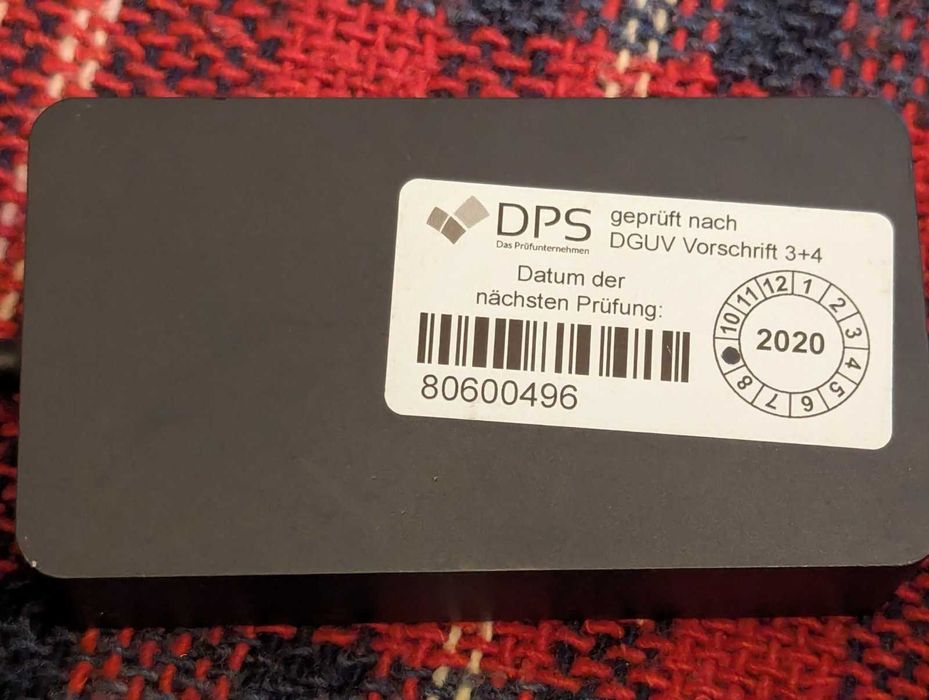 DPS
Das Prüfunternehmen
geprüft nach
DGUV Vorschrift 3+4
Datum der
nächsten Prüfung:
80600496
12 1 2 3 4 5 6 7 8 10 11
2020